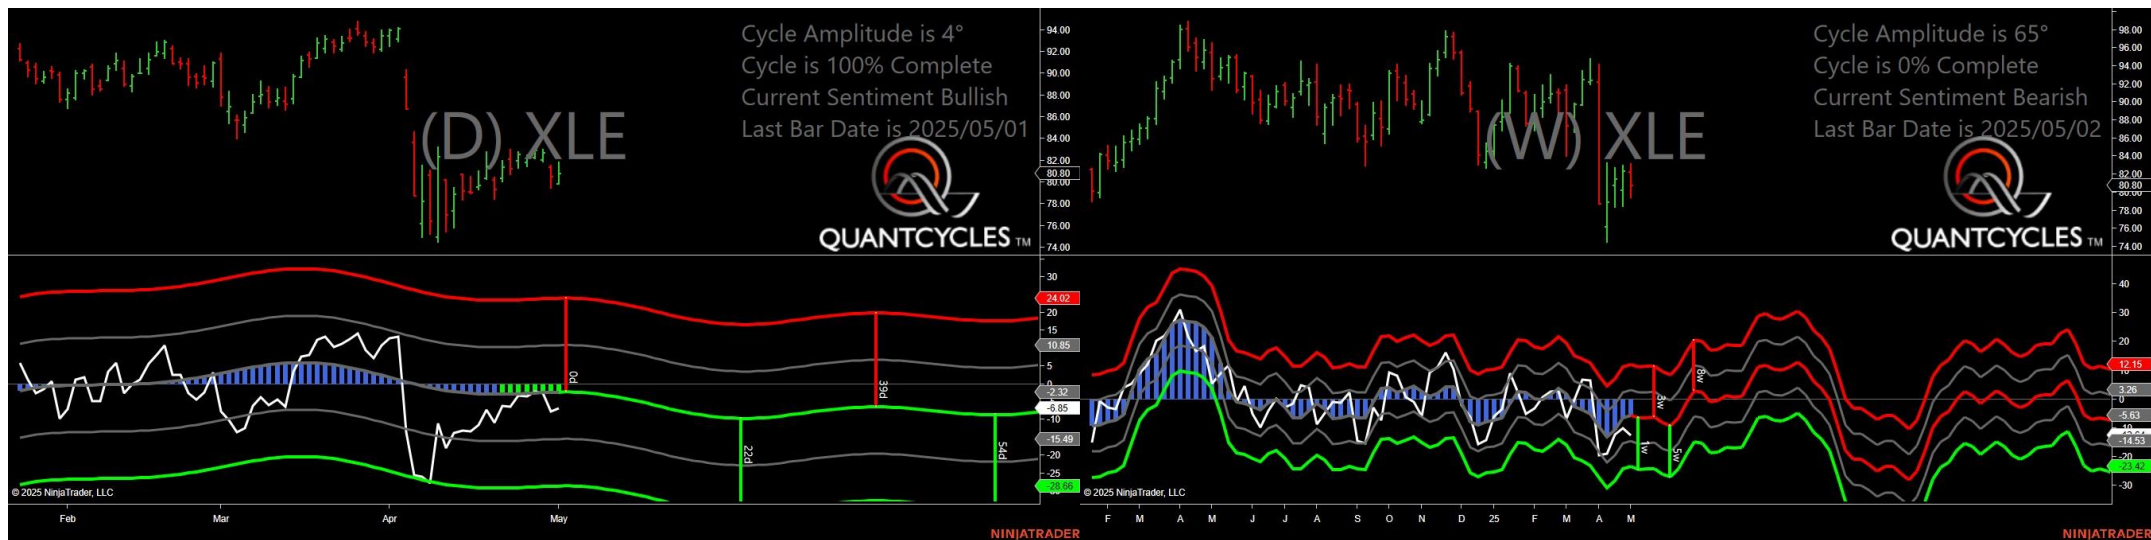 Cycle Amplitude is 4°
Cycle is 100% Complete
Current Sentiment Bullish
Last Bar Date is 2025/05/01
(D) XLE
QUANTCYCLES TM
94.00
92.00
90.00
88.00
86.00
84.00
82.00
80.80
80.00
78.00
76.00
74.00
30
24.02
20
15
10.85
5
0
-2.32
-6.85
-10
-15.49
-20
-25
-28.66
0d
22d
39d
54d
© 2025 NinjaTrader, LLC
Feb Mar Apr May
NINJATRADER
Cycle Amplitude is 65°
Cycle is 0% Complete
Current Sentiment Bearish
Last Bar Date is 2025/05/02
(W) XLE
QUANTCYCLES TM
98.00
96.00
94.00
92.00
90.00
88.00
86.00
84.00
82.00
80.80
80.00
78.00
76.00
74.00
40
30
20
12.15
3.26
0
-5.63
-14.53
-20
-23.42
-30
1w
3w
5w
8w
© 2025 NinjaTrader, LLC
F M A M J J A S O N D 25 F M A M
NINJATRADER